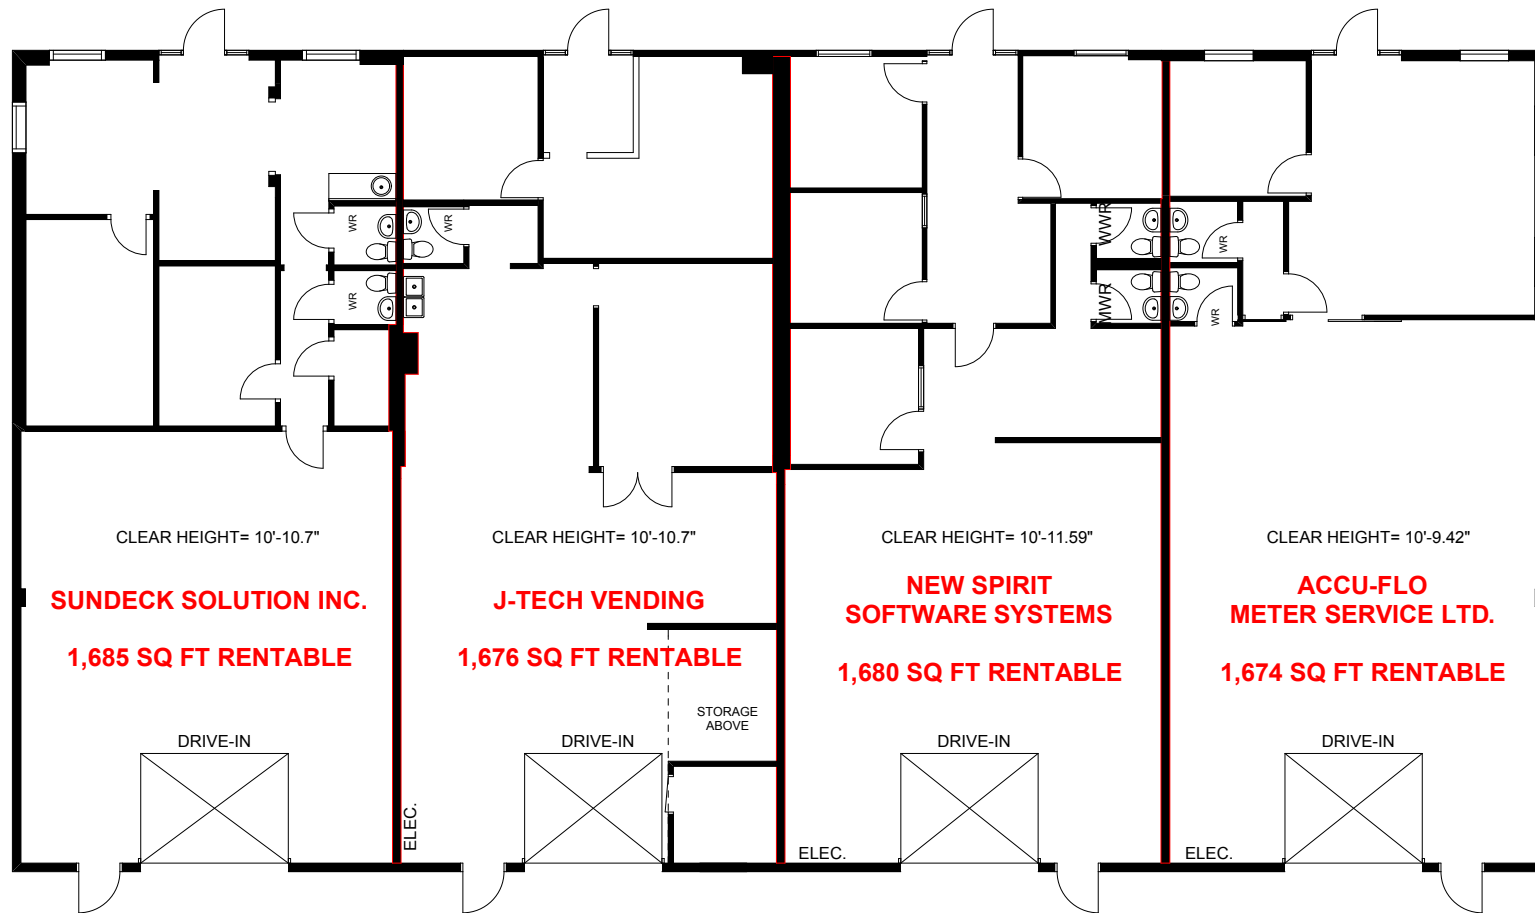 WR
WR
WR
WWR
MWR
WR
WR
CLEAR HEIGHT= 10'-10.7"
CLEAR HEIGHT= 10'-10.7"
CLEAR HEIGHT= 10'-11.59"
CLEAR HEIGHT= 10'-9.42"
SUNDECK SOLUTION INC.
1,685 SQ FT RENTABLE
J-TECH VENDING
1,676 SQ FT RENTABLE
NEW SPIRIT
SOFTWARE SYSTEMS
1,680 SQ FT RENTABLE
ACCU-FLO
METER SERVICE LTD.
1,674 SQ FT RENTABLE
STORAGE
ABOVE
DRIVE-IN
DRIVE-IN
DRIVE-IN
DRIVE-IN
ELEC.
ELEC.
ELEC.